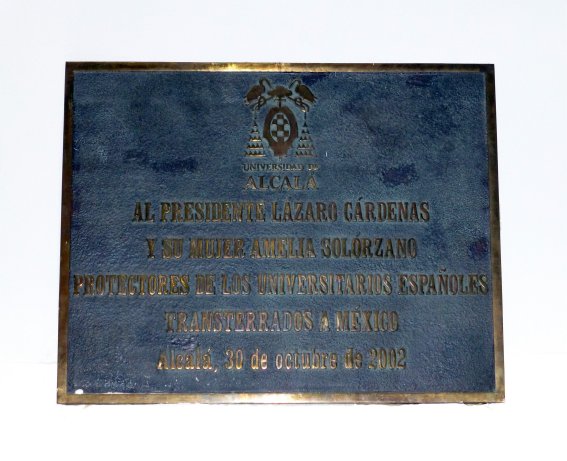 UNIVERSIDAD DE
ALCALÁ
AL PRESIDENTE LÁZARO CÁRDENAS
Y SU MUJER AMELIA SOLÓRZANO
PROTECTORES DE LOS UNIVERSITARIOS ESPAÑOLES
TRANSTERRADOS A MÉXICO
Alcalá, 30 de octubre de 2002